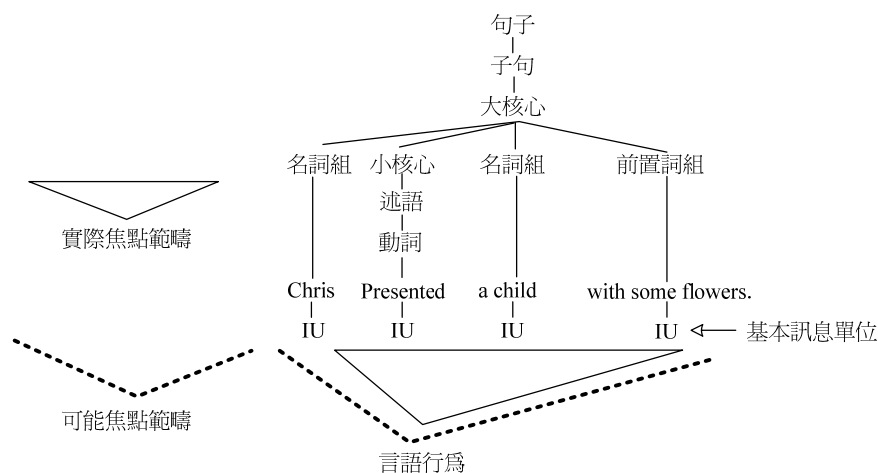 句子
子句
大核心
名詞組 小核心 名詞組 前置詞組
述語
實際焦點範疇
動詞
Chris Presented a child with some flowers.
IU IU IU IU 基本訊息單位
可能焦點範疇
言語行爲